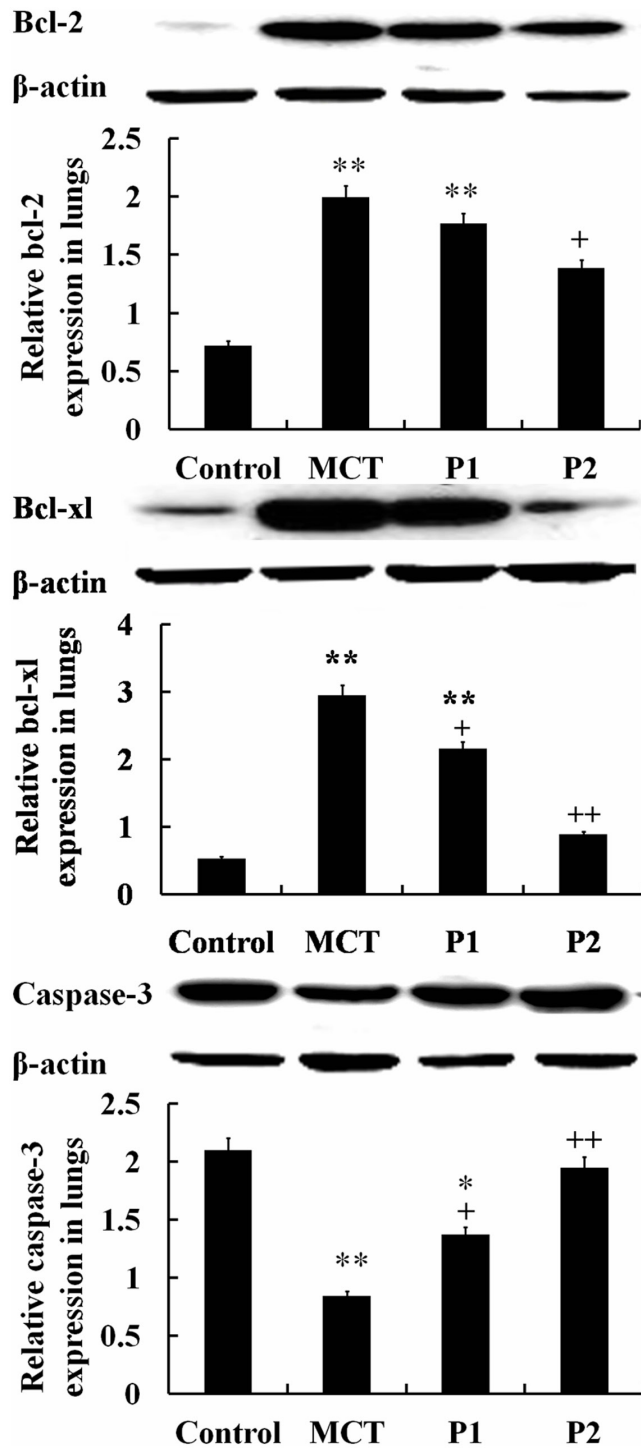 Bcl-2
β-actin
Relative bcl-2
expression in lungs
2.5
2
1.5
1
0.5
0
**
**
+
Control MCT P1 P2
Bcl-xl
β-actin
Relative bcl-xl
expression in lungs
4
3
2
1
0
**
**
+
++
Control MCT P1 P2
Caspase-3
β-actin
Relative caspase-3
expression in lungs
2.5
2
1.5
1
0.5
0
**
*
+
++
Control MCT P1 P2